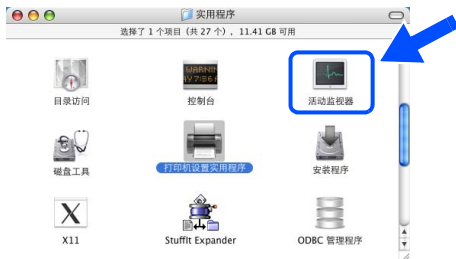 实用程序
选择了 1 个项目（共 27 个），11.41 GB 可用
WARNIN
目录访问
控制台
活动监视器
磁盘工具
打印机设置实用程序
安装程序
X11
StuffIt Expander
ODBC 管理程序